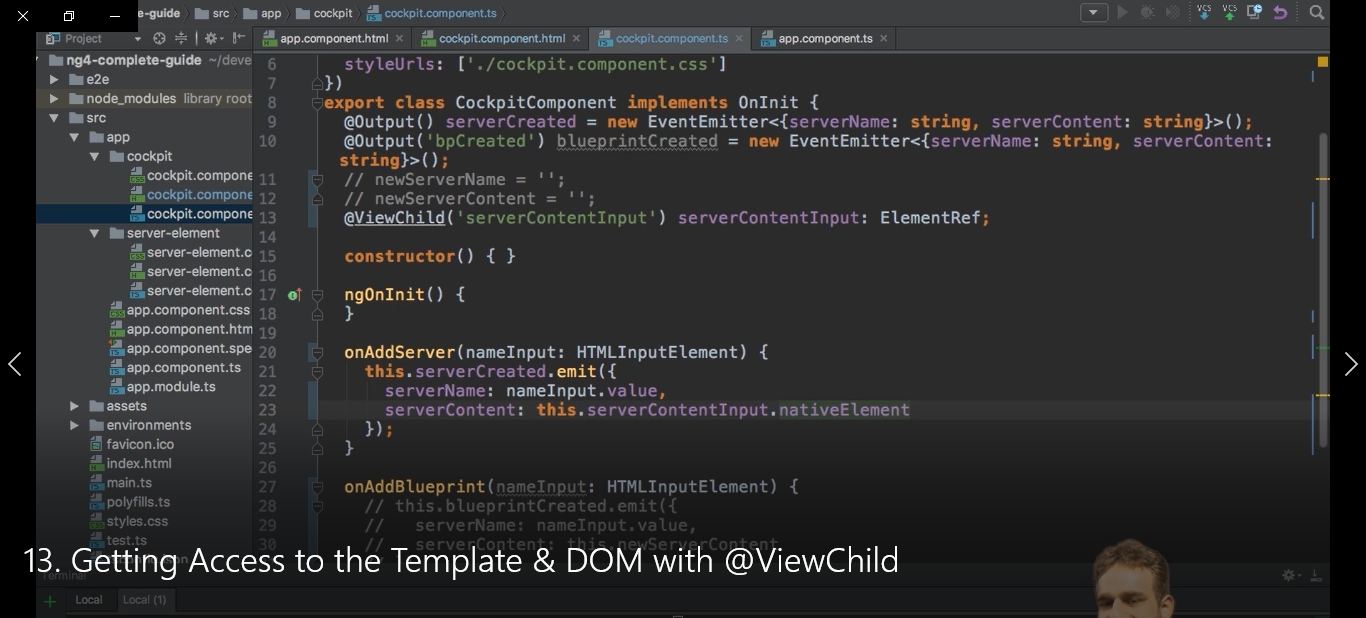 e-guide src app cockpit cockpit.component.ts
VCS VCS
Project
app.component.html cockpit.component.html cockpit.component.ts app.component.ts
ng4-complete-guide ~/deve
e2e
node_modules library root
src
app
cockpit
cockpit.compone
cockpit.compone
cockpit.compone
server-element
server-element.c
server-element.c
server-element.c
app.component.css
app.component.htm
app.component.spe
app.component.ts
app.module.ts
assets
environments
favicon.ico
index.html
main.ts
polyfills.ts
styles.css
test.ts
6 styleUrls: ['./cockpit.component.css']
7 })
8 export class CockpitComponent implements OnInit {
9 @Output() serverCreated = new EventEmitter<{serverName: string, serverContent: string}>();
10 @Output('bpCreated') blueprintCreated = new EventEmitter<{serverName: string, serverContent:
string}>();
11 // newServerName = '';
12 // newServerContent = '';
13 @ViewChild('serverContentInput') serverContentInput: ElementRef;
14
15 constructor() { }
16
17 ngOnInit() {
18 }
19
20 onAddServer(nameInput: HTMLInputElement) {
21 this.serverCreated.emit({
22 serverName: nameInput.value,
23 serverContent: this.serverContentInput.nativeElement
24 });
25 }
26
27 onAddBlueprint(nameInput: HTMLInputElement) {
28 // this.blueprintCreated.emit({
29 // serverName: nameInput.value,
30 // serverContent: this.newServerContent
13. Getting Access to the Template & DOM with @ViewChild
Terminal
Local Local (1)